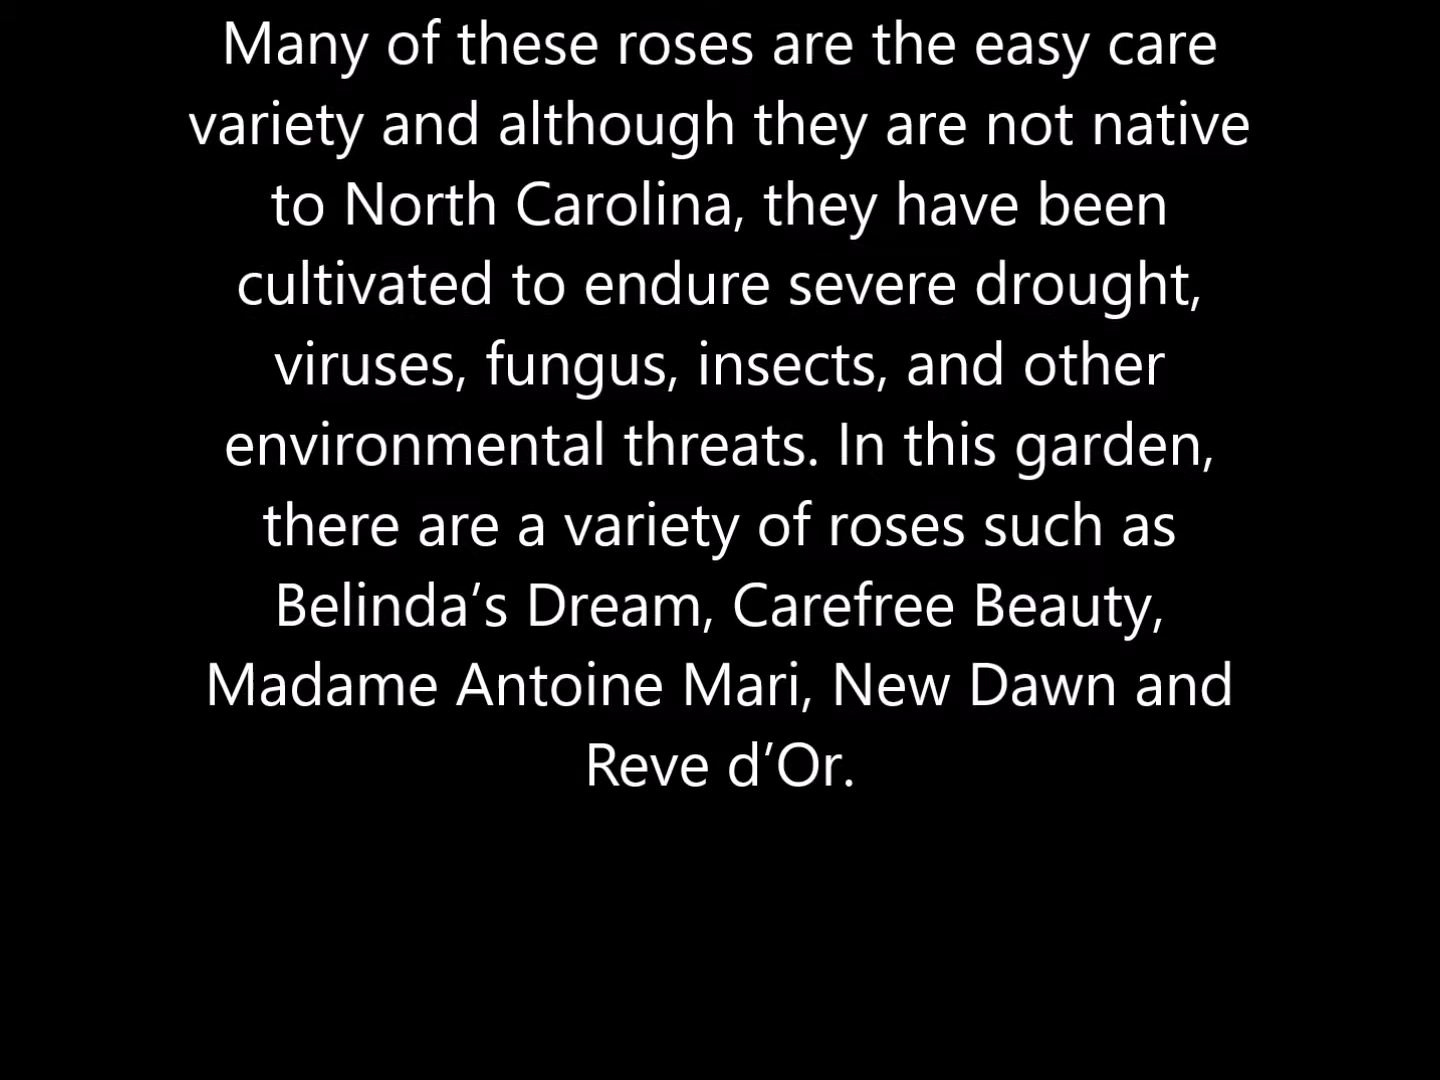 Many of these roses are the easy care
variety and although they are not native
to North Carolina, they have been
cultivated to endure severe drought,
viruses, fungus, insects, and other
environmental threats. In this garden,
there are a variety of roses such as
Belinda’s Dream, Carefree Beauty,
Madame Antoine Mari, New Dawn and
Reve d’Or.